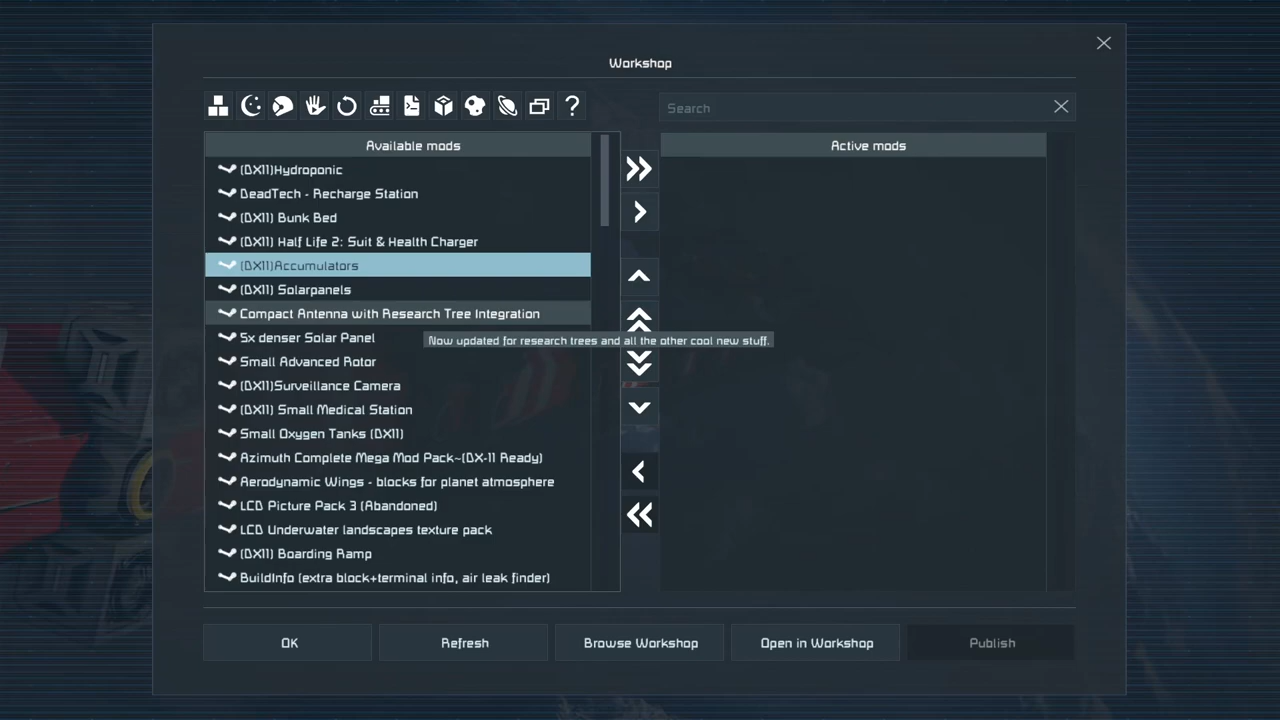 Workshop
Search
Available mods
Active mods
(DX11)Hydroponic
DeadTech - Recharge Station
(DX11) Bunk Bed
(DX11) Half Life 2: Suit & Health Charger
(DX11)Accumulators
(DX11) Solarpanels
Compact Antenna with Research Tree Integration
5x denser Solar Panel
Now updated for research trees and all the other cool new stuff.
Small Advanced Rotor
(DX11)Surveillance Camera
(DX11) Small Medical Station
Small Oxygen Tanks (DX11)
Azimuth Complete Mega Mod Pack~(DX-11 Ready)
Aerodynamic Wings - blocks for planet atmosphere
LCD Picture Pack 3 (Abandoned)
LCD Underwater landscapes texture pack
(DX11) Boarding Ramp
BuildInfo (extra block+terminal info, air leak finder)
OK
Refresh
Browse Workshop
Open in Workshop
Publish